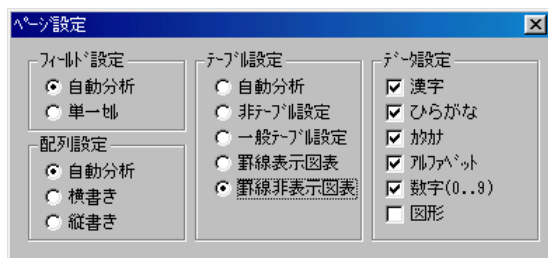 ﾍﾟｰｼﾞ設定
ﾌｨｰﾙﾄﾞ設定
自動分析
単一ｾﾙ
配列設定
自動分析
横書き
縦書き
ﾃｰﾌﾞﾙ設定
自動分析
非ﾃｰﾌﾞﾙ設定
一般ﾃｰﾌﾞﾙ設定
罫線表示図表
罫線非表示図表
ﾃﾞｰﾀ設定
漢字
ひらがな
ｶﾀｶﾅ
ｱﾙﾌｧﾍﾞｯﾄ
数字(0..9)
図形